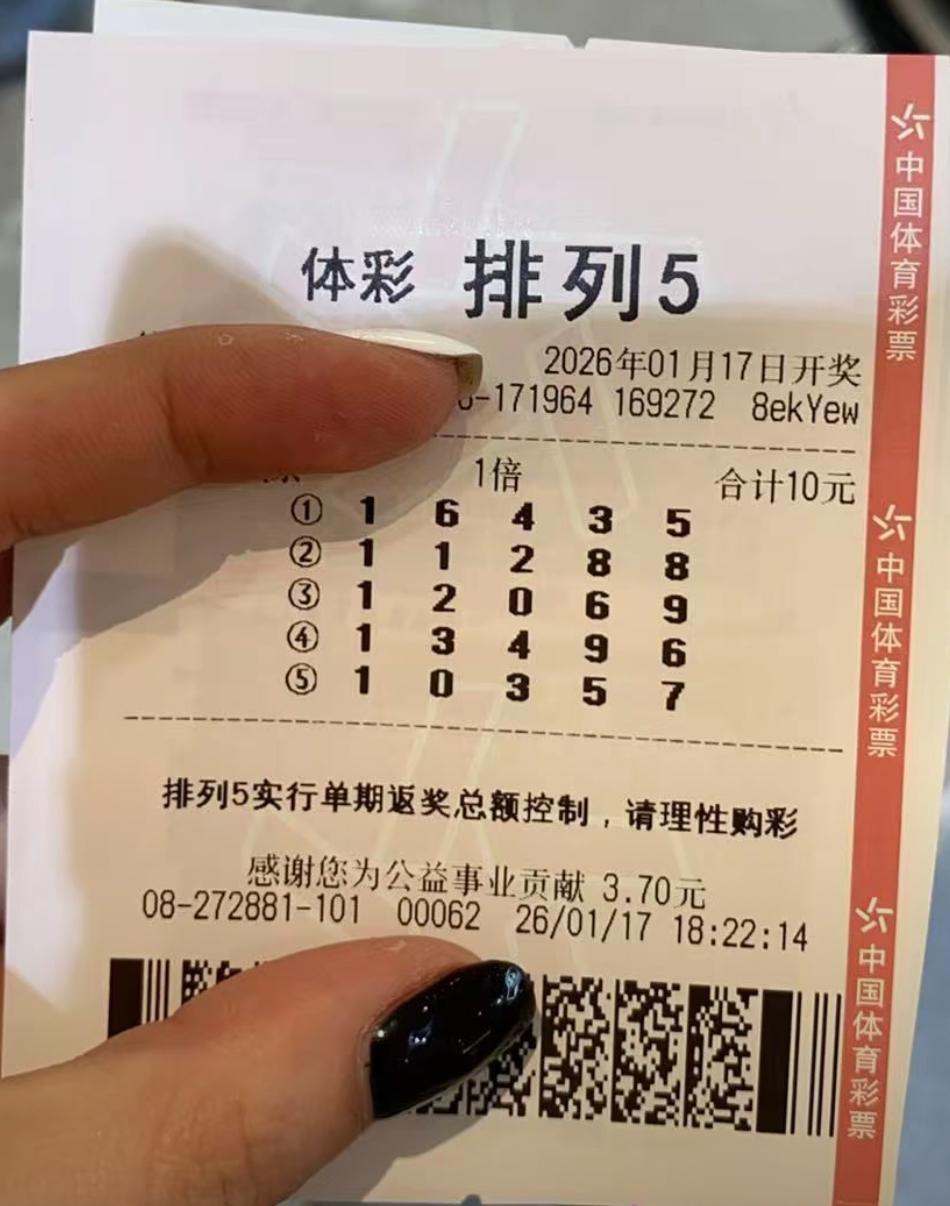 体彩 排列5
2026年01月17日开奖
-171964 169272 8ekYew
1倍 合计10元
① 1 6 4 3 5
② 1 1 2 8 8
③ 1 2 0 6 9
④ 1 3 4 9 6
⑤ 1 0 3 5 7
排列5实行单期返奖总额控制，请理性购彩
感谢您为公益事业贡献 3.70元
08-272881-101 00062 26/01/17 18:22:14
中国体育彩票
中国体育彩票
中国体育彩票